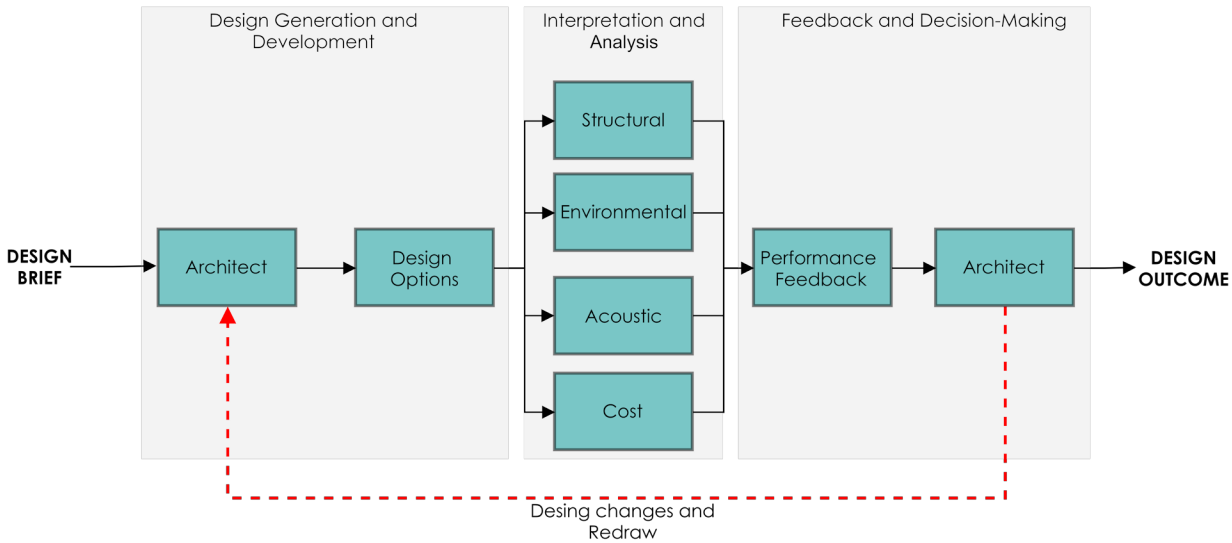 Design Generation and
Development
Interpretation and
Analysis
Feedback and Decision-Making
DESIGN
BRIEF
Architect
Design
Options
Structural
Environmental
Acoustic
Cost
Performance
Feedback
Architect
DESIGN
OUTCOME
Desing changes and
Redraw